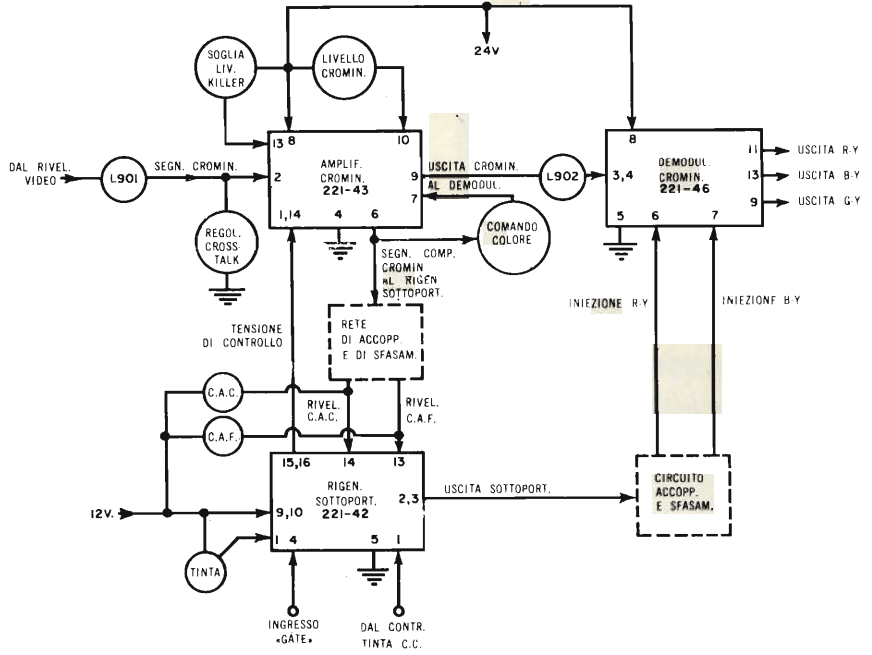 24V
SOGLIA
LIV.
KILLER
LIVELLO
CROMIN.
13 8
10
AMPLIF.
CROMIN.
221-43
2
9
7
1,14
4
6
DAL RIVEL.
VIDEO
L901
SEGN. CROMIN.
REGOL.
CROSS-
TALK
USCITA CROMIN.
AL DEMODUL.
L902
COMANDO
COLORE
8
DEMODUL.
CROMIN.
221-46
3,4
11
13
9
5
6
7
USCITA R-Y
USCITA B-Y
USCITA G-Y
SEGN. COMP.
CROMIN
AL RIGEN
SOTTOPORT.
INIEZIONE R-Y
INIEZIONE B-Y
TENSIONE
DI CONTROLLO
RETE
DI ACCOPP.
E DI SFASAM.
C.A.C.
C.A.F.
RIVEL.
C.A.C.
RIVEL.
C.A.F.
15,16
14
13
RIGEN.
SOTTOPORT.
221-42
2,3
9,10
1 4
5
1
12V.
TINTA
USCITA SOTTOPORT.
CIRCUITO
ACCOPP.
E SFASAM.
INGRESSO
«GATE»
DAL CONTR.
TINTA C.C.